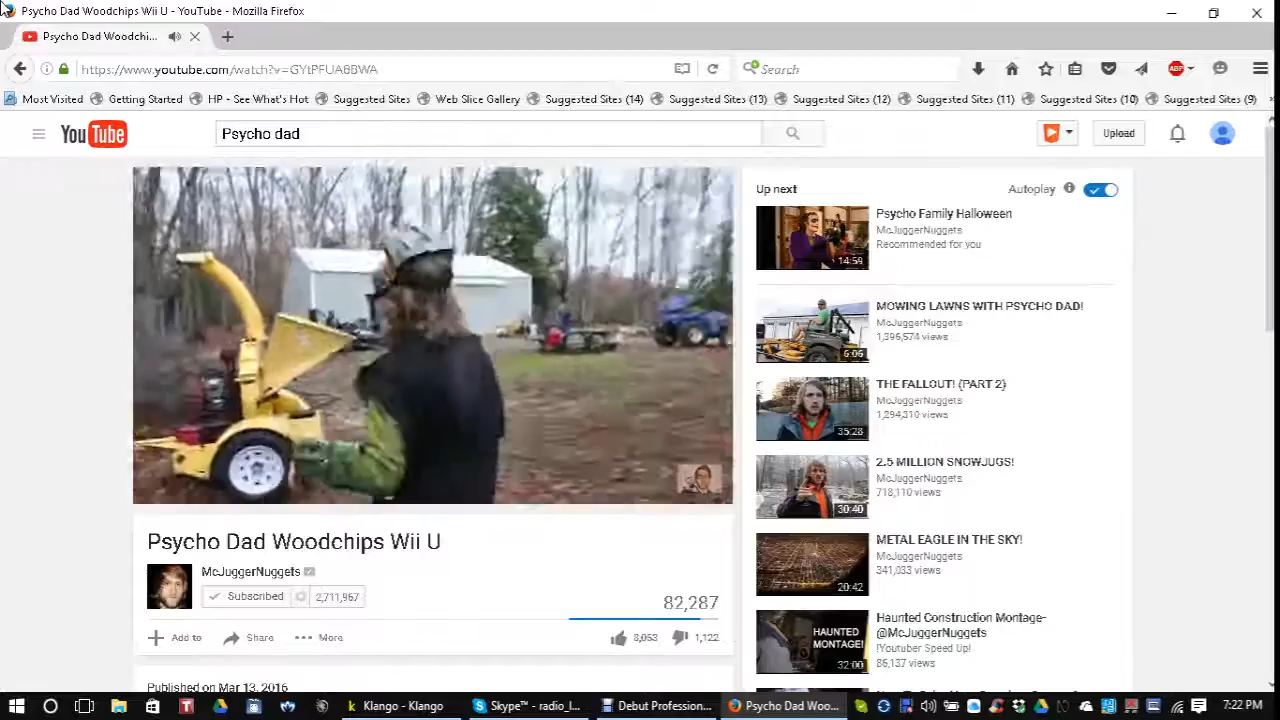 Psycho Dad Woodchips Wii U - YouTube - Mozilla Firefox
Psycho Dad Woodchi...
https://www.youtube.com/watch?v=GYtPFUA8BWA
Search
ABP
Most Visited
Getting Started
HP - See What's Hot
Suggested Sites
Web Slice Gallery
Suggested Sites (14)
Suggested Sites (13)
Suggested Sites (12)
Suggested Sites (11)
Suggested Sites (10)
Suggested Sites (9)
YouTube
Psycho dad
Upload
Up next
Autoplay
Psycho Family Halloween
McJuggerNuggets
Recommended for you
14:59
MOWING LAWNS WITH PSYCHO DAD!
McJuggerNuggets
1,396,574 views
6:06
THE FALLOUT! (PART 2)
McJuggerNuggets
1,294,310 views
35:28
2.5 MILLION SNOWJUGS!
McJuggerNuggets
718,110 views
30:40
METAL EAGLE IN THE SKY!
McJuggerNuggets
341,033 views
20:42
Haunted Construction Montage-
@McJuggerNuggets
!Youtuber Speed Up!
HAUNTED
MONTAGE!
32:00
Psycho Dad Woodchips Wii U
McJuggerNuggets
Subscribed
2,711,967
82,287
Add to
Share
More
1,122
Published on Mar 13, 2016
Klango - Klango
Skype™ - radio_l...
Debut Profession...
Psycho Dad Woo...
7:22 PM